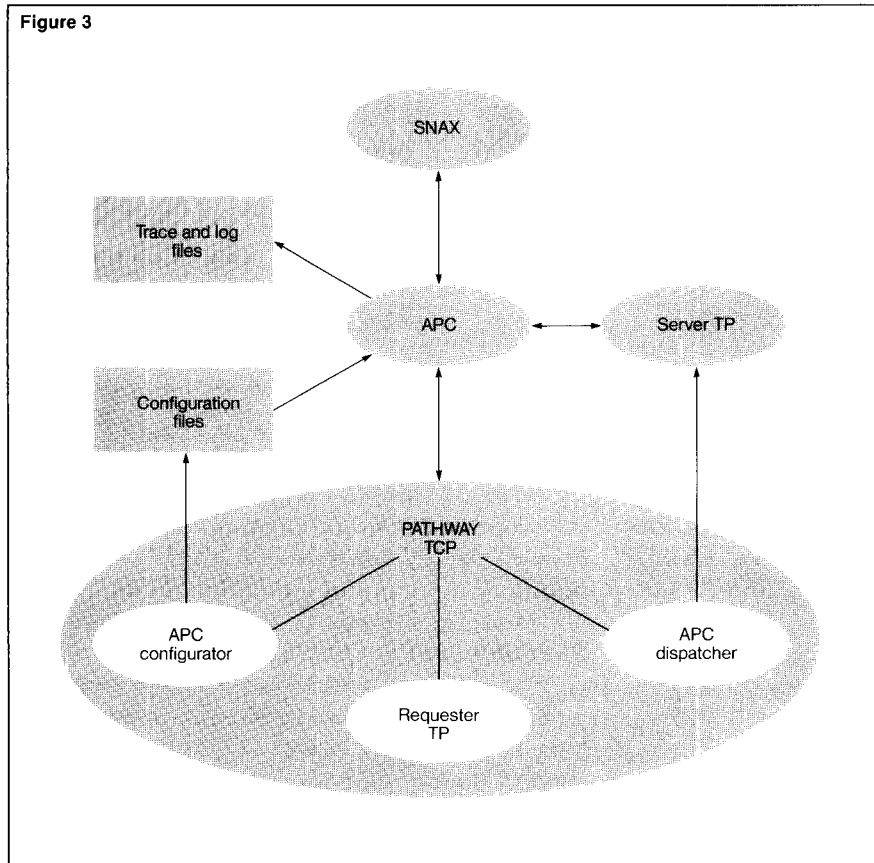 Figure 3
SNAX
Trace and log
files
APC
Server TP
Configuration
files
PATHWAY
TCP
APC
configurator
APC
dispatcher
Requester
TP